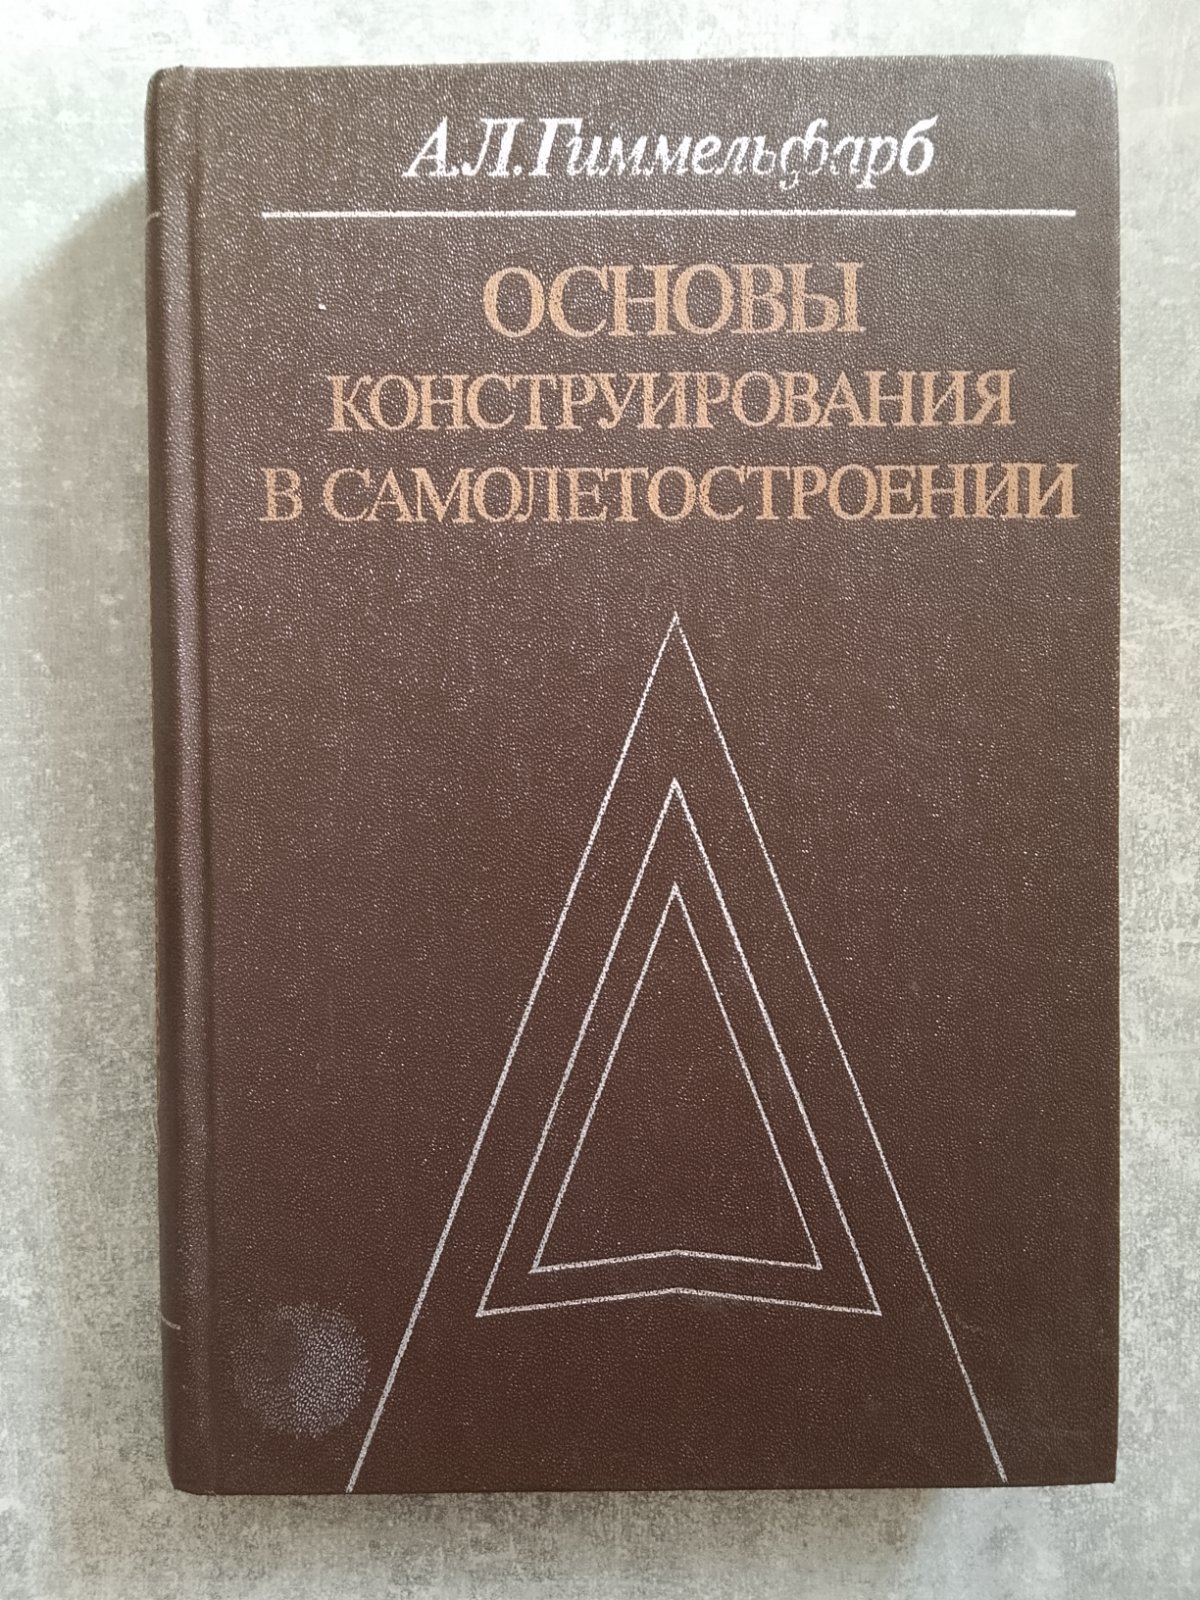 А.Л.Гиммельфарб
ОСНОВЫ
КОНСТРУИРОВАНИЯ
В САМОЛЕТОСТРОЕНИИ